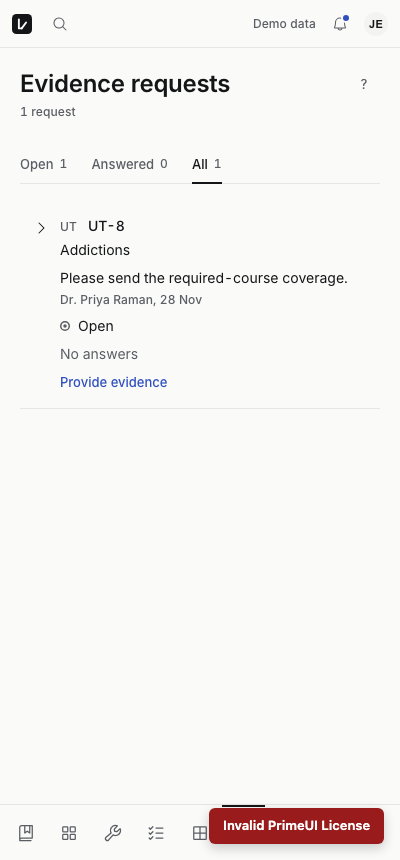 Demo data
JE
Evidence requests
?
1 request
Open 1
Answered 0
All 1
UT UT-8
Addictions
Please send the required-course coverage.
Dr. Priya Raman, 28 Nov
Open
No answers
Provide evidence
Invalid PrimeUI License